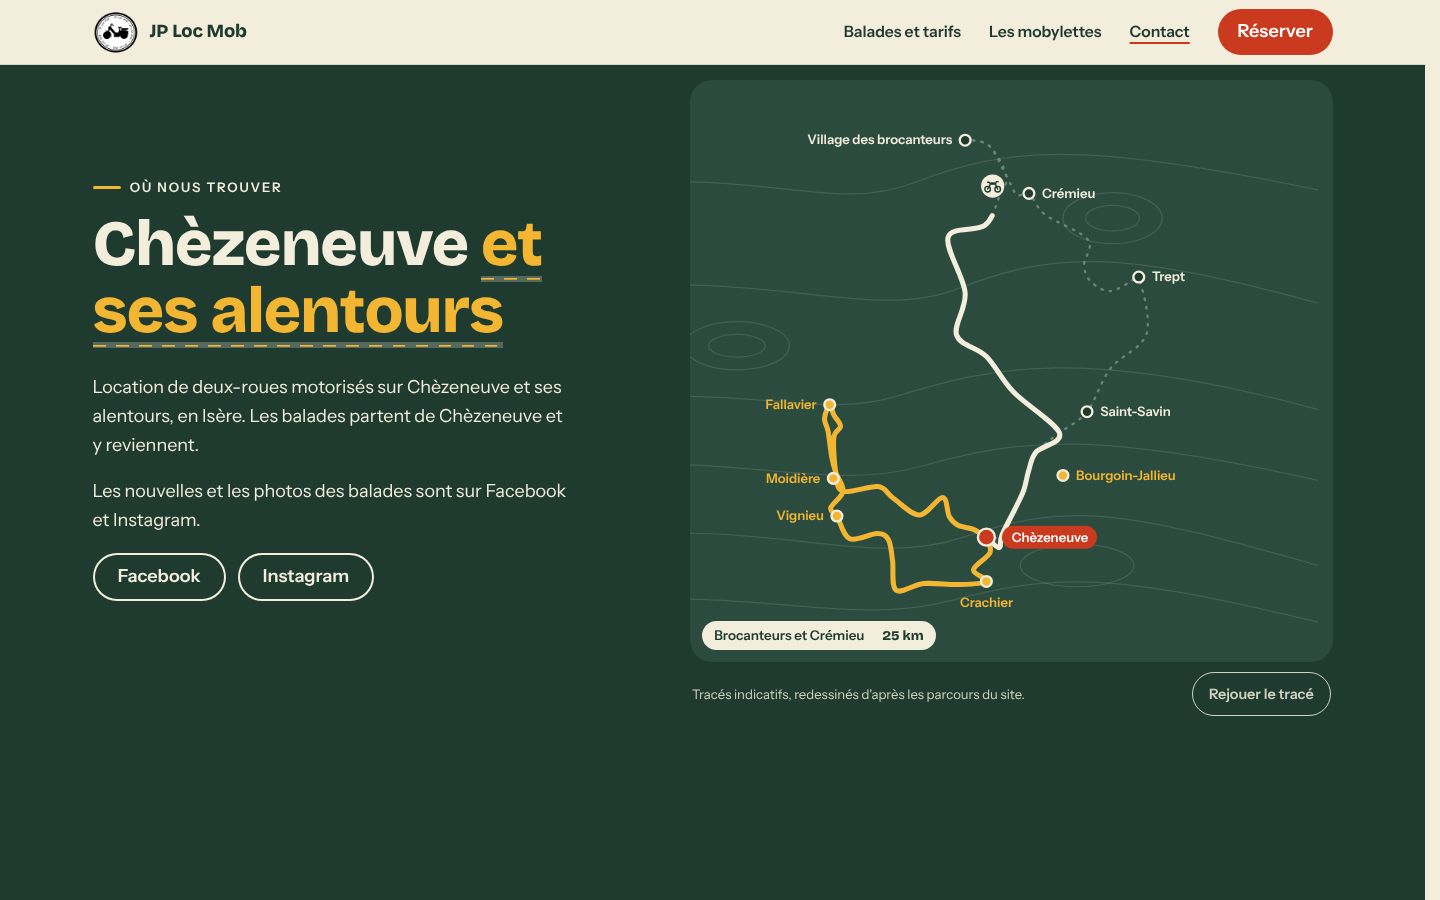 JP Loc Mob
Balades et tarifs
Les mobylettes
Contact
Réserver
OÙ NOUS TROUVER
Chèzeneuve et
ses alentours
Location de deux-roues motorisés sur Chèzeneuve et ses
alentours, en Isère. Les balades partent de Chèzeneuve et
y reviennent.
Les nouvelles et les photos des balades sont sur Facebook
et Instagram.
Facebook
Instagram
Village des brocanteurs
Crémieu
Trept
Fallavier
Saint-Savin
Moidière
Bourgoin-Jallieu
Vignieu
Chèzeneuve
Crachier
Brocanteurs et Crémieu 25 km
Tracés indicatifs, redessinés d'après les parcours du site.
Rejouer le tracé